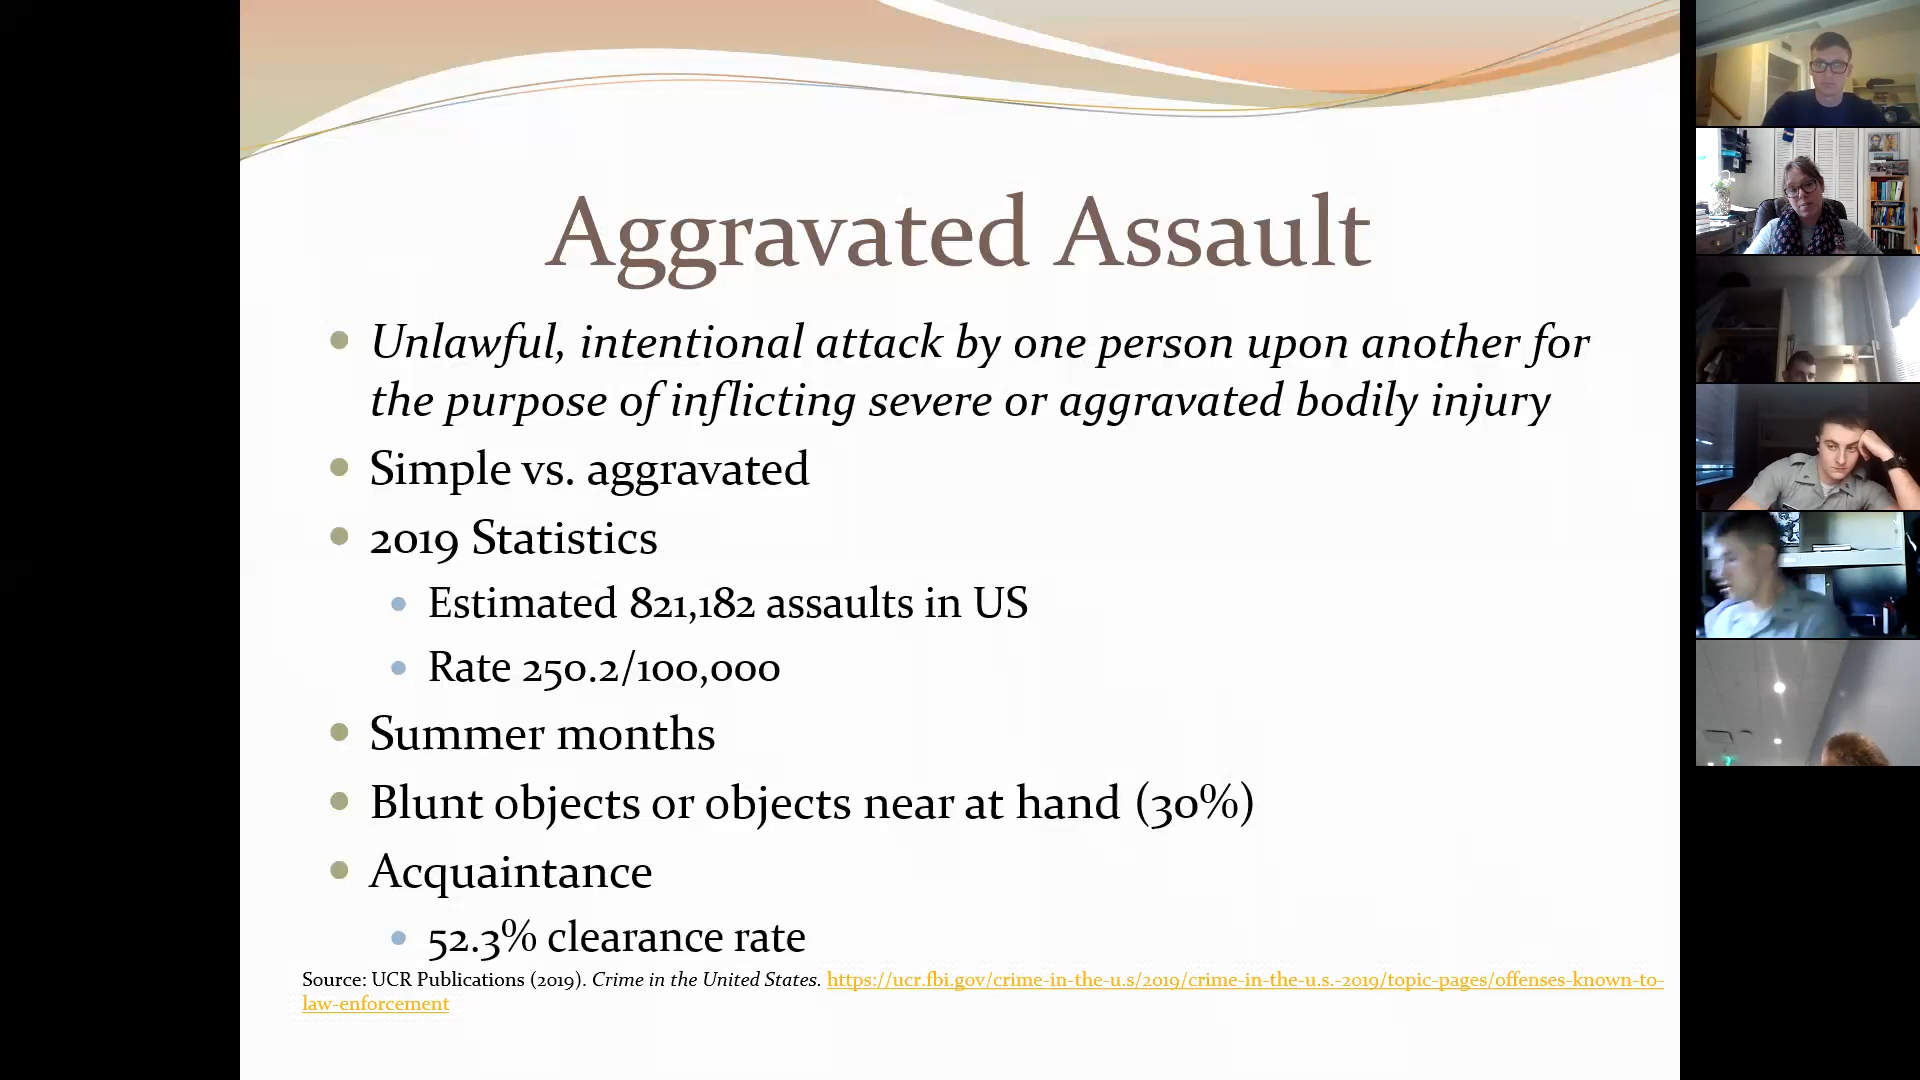 Aggravated Assault
• Unlawful, intentional attack by one person upon another for
the purpose of inflicting severe or aggravated bodily injury
• Simple vs. aggravated
• 2019 Statistics
• Estimated 821,182 assaults in US
• Rate 250.2/100,000
• Summer months
• Blunt objects or objects near at hand (30%)
• Acquaintance
• 52.3% clearance rate
Source: UCR Publications (2019). Crime in the United States. https://ucr.fbi.gov/crime-in-the-u.s/2019/crime-in-the-u.s.-2019/topic-pages/offenses-known-to-
law-enforcement